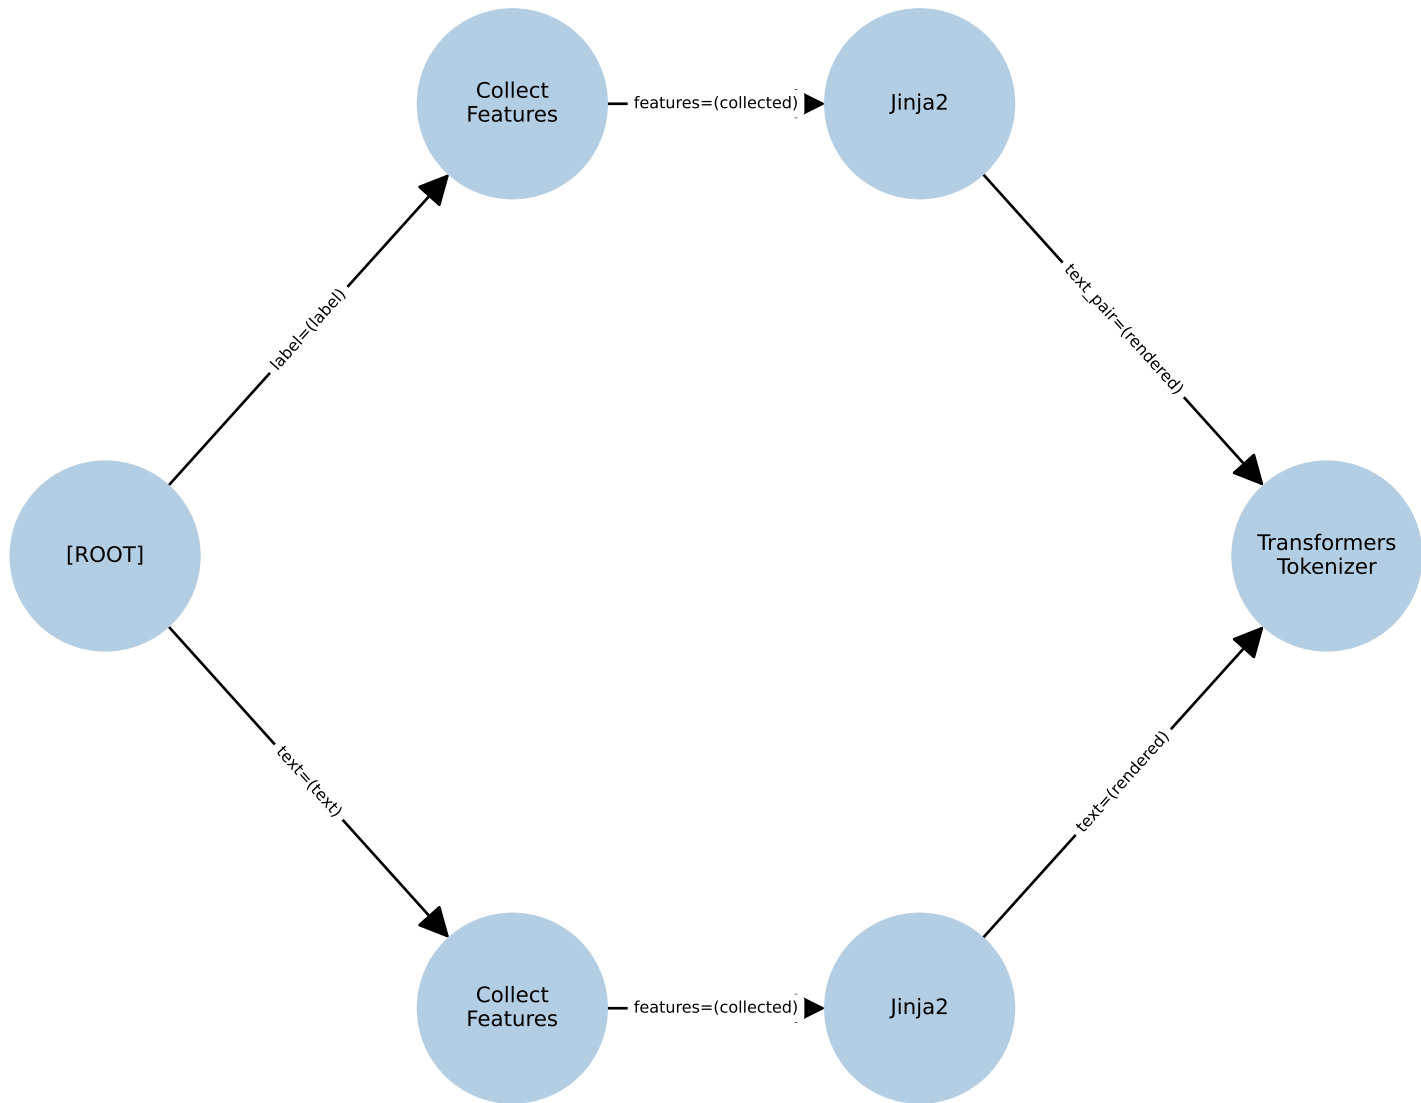 Collect
Features
features=(collected)
Jinja2
label=(label)
text_pair=(rendered)
[ROOT]
Transformers
Tokenizer
text=(text)
text=(rendered)
Collect
Features
features=(collected)
Jinja2